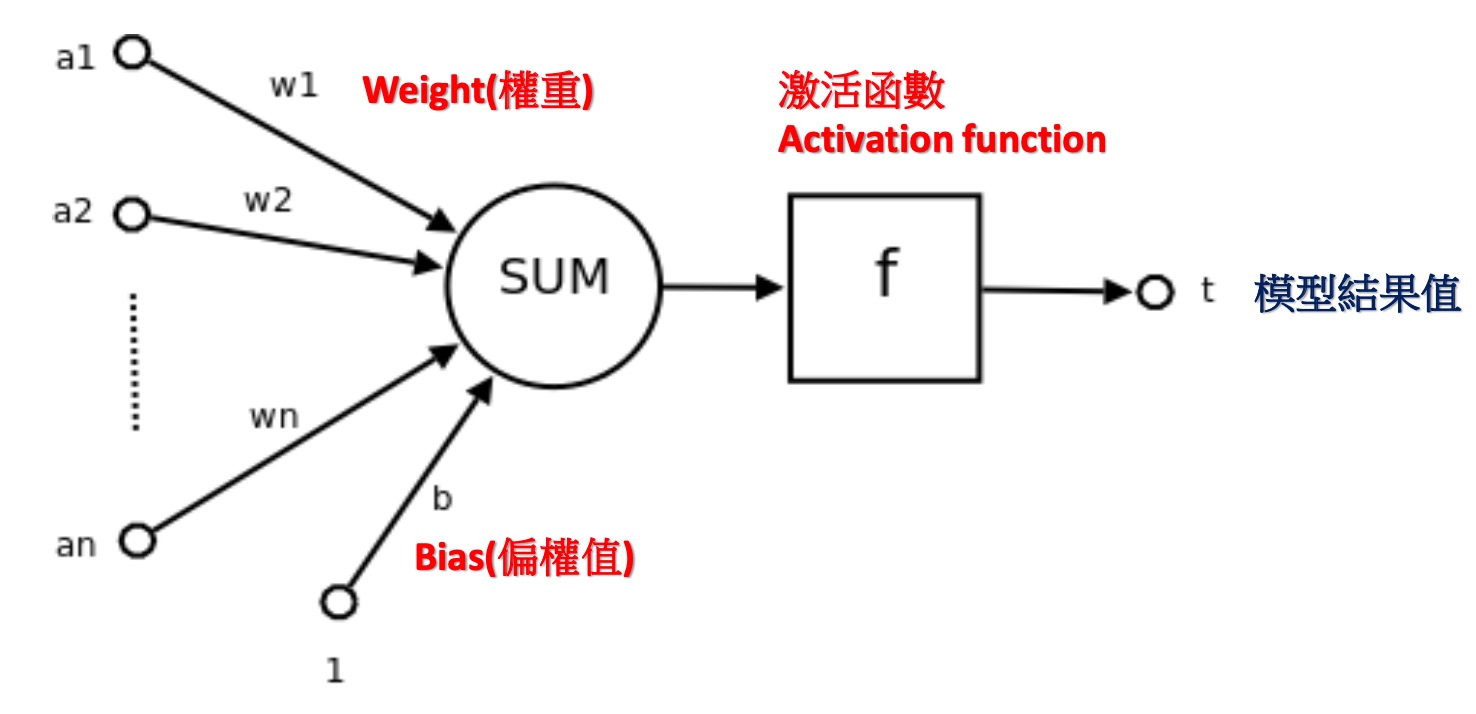 a1
w1
Weight(權重)
激活函數
Activation function
a2
w2
SUM
f
t
模型結果值
wn
b
an
Bias(偏權值)
1